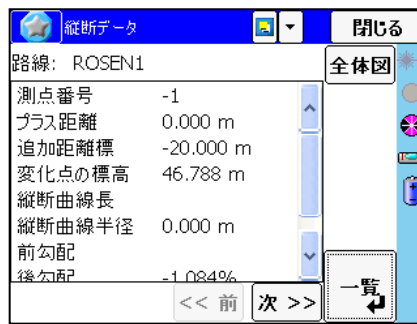 縦断データ
閉じる
路線: ROSEN1
全体図
測点番号 -1
プラス距離 0.000 m
追加距離標 -20.000 m
変化点の標高 46.788 m
縦断曲線長
縦断曲線半径 0.000 m
前勾配
後勾配 -1.084%
<< 前
次 >>
一覧